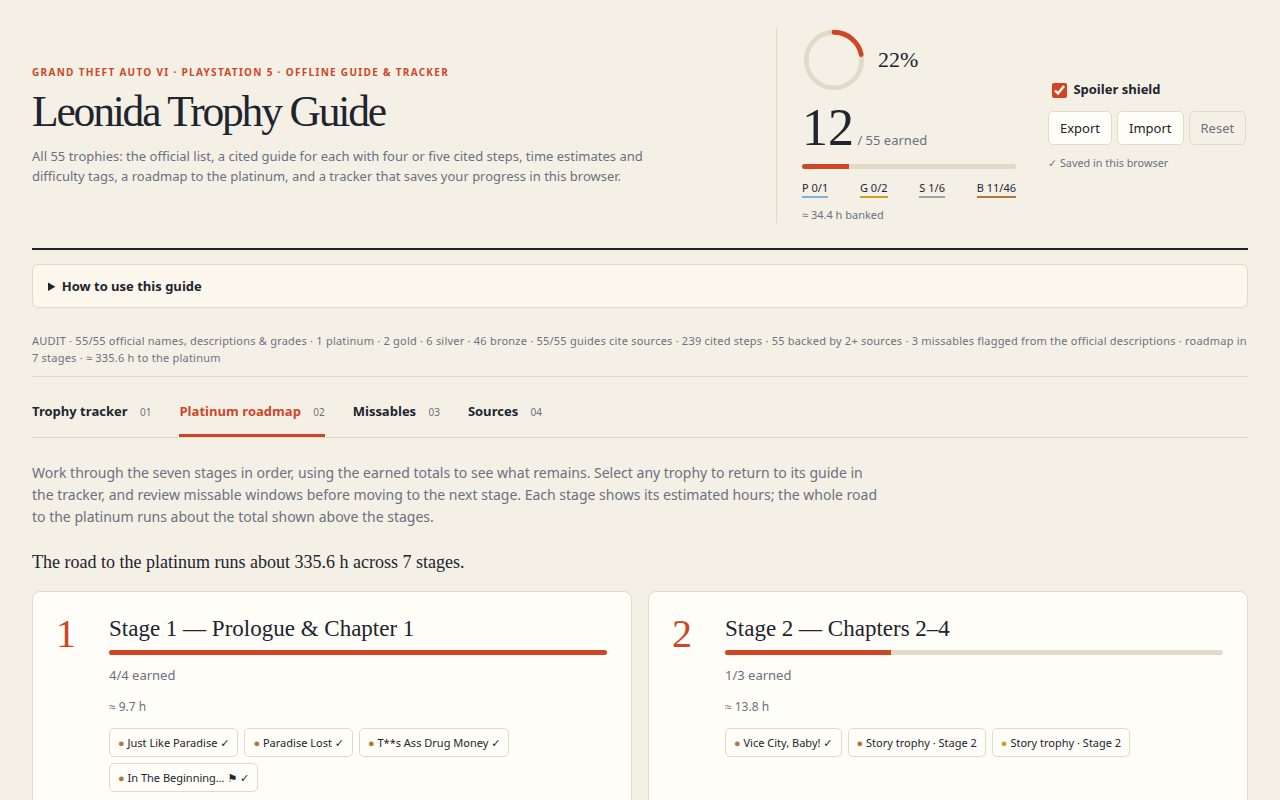 GRAND THEFT AUTO VI · PLAYSTATION 5 · OFFLINE GUIDE & TRACKER
Leonida Trophy Guide
All 55 trophies: the official list, a cited guide for each with four or five cited steps, time estimates and
difficulty tags, a roadmap to the platinum, and a tracker that saves your progress in this browser.
22%
12 / 55 earned
P 0/1 G 0/2 S 1/6 B 11/46
≈ 34.4 h banked
Spoiler shield
Export Import Reset
✓ Saved in this browser
▶ How to use this guide
AUDIT · 55/55 official names, descriptions & grades · 1 platinum · 2 gold · 6 silver · 46 bronze · 55/55 guides cite sources · 239 cited steps · 55 backed by 2+ sources · 3 missables flagged from the official descriptions · roadmap in
7 stages · ≈ 335.6 h to the platinum
Trophy tracker 01 Platinum roadmap 02 Missables 03 Sources 04
Work through the seven stages in order, using the earned totals to see what remains. Select any trophy to return to its guide in
the tracker, and review missable windows before moving to the next stage. Each stage shows its estimated hours; the whole road
to the platinum runs about the total shown above the stages.
The road to the platinum runs about 335.6 h across 7 stages.
1 Stage 1 — Prologue & Chapter 1
4/4 earned
≈ 9.7 h
● Just Like Paradise ✓ ● Paradise Lost ✓ ● T**s Ass Drug Money ✓
● In The Beginning... ⚑ ✓
2 Stage 2 — Chapters 2–4
1/3 earned
≈ 13.8 h
● Vice City, Baby! ✓ ● Story trophy · Stage 2 ● Story trophy · Stage 2